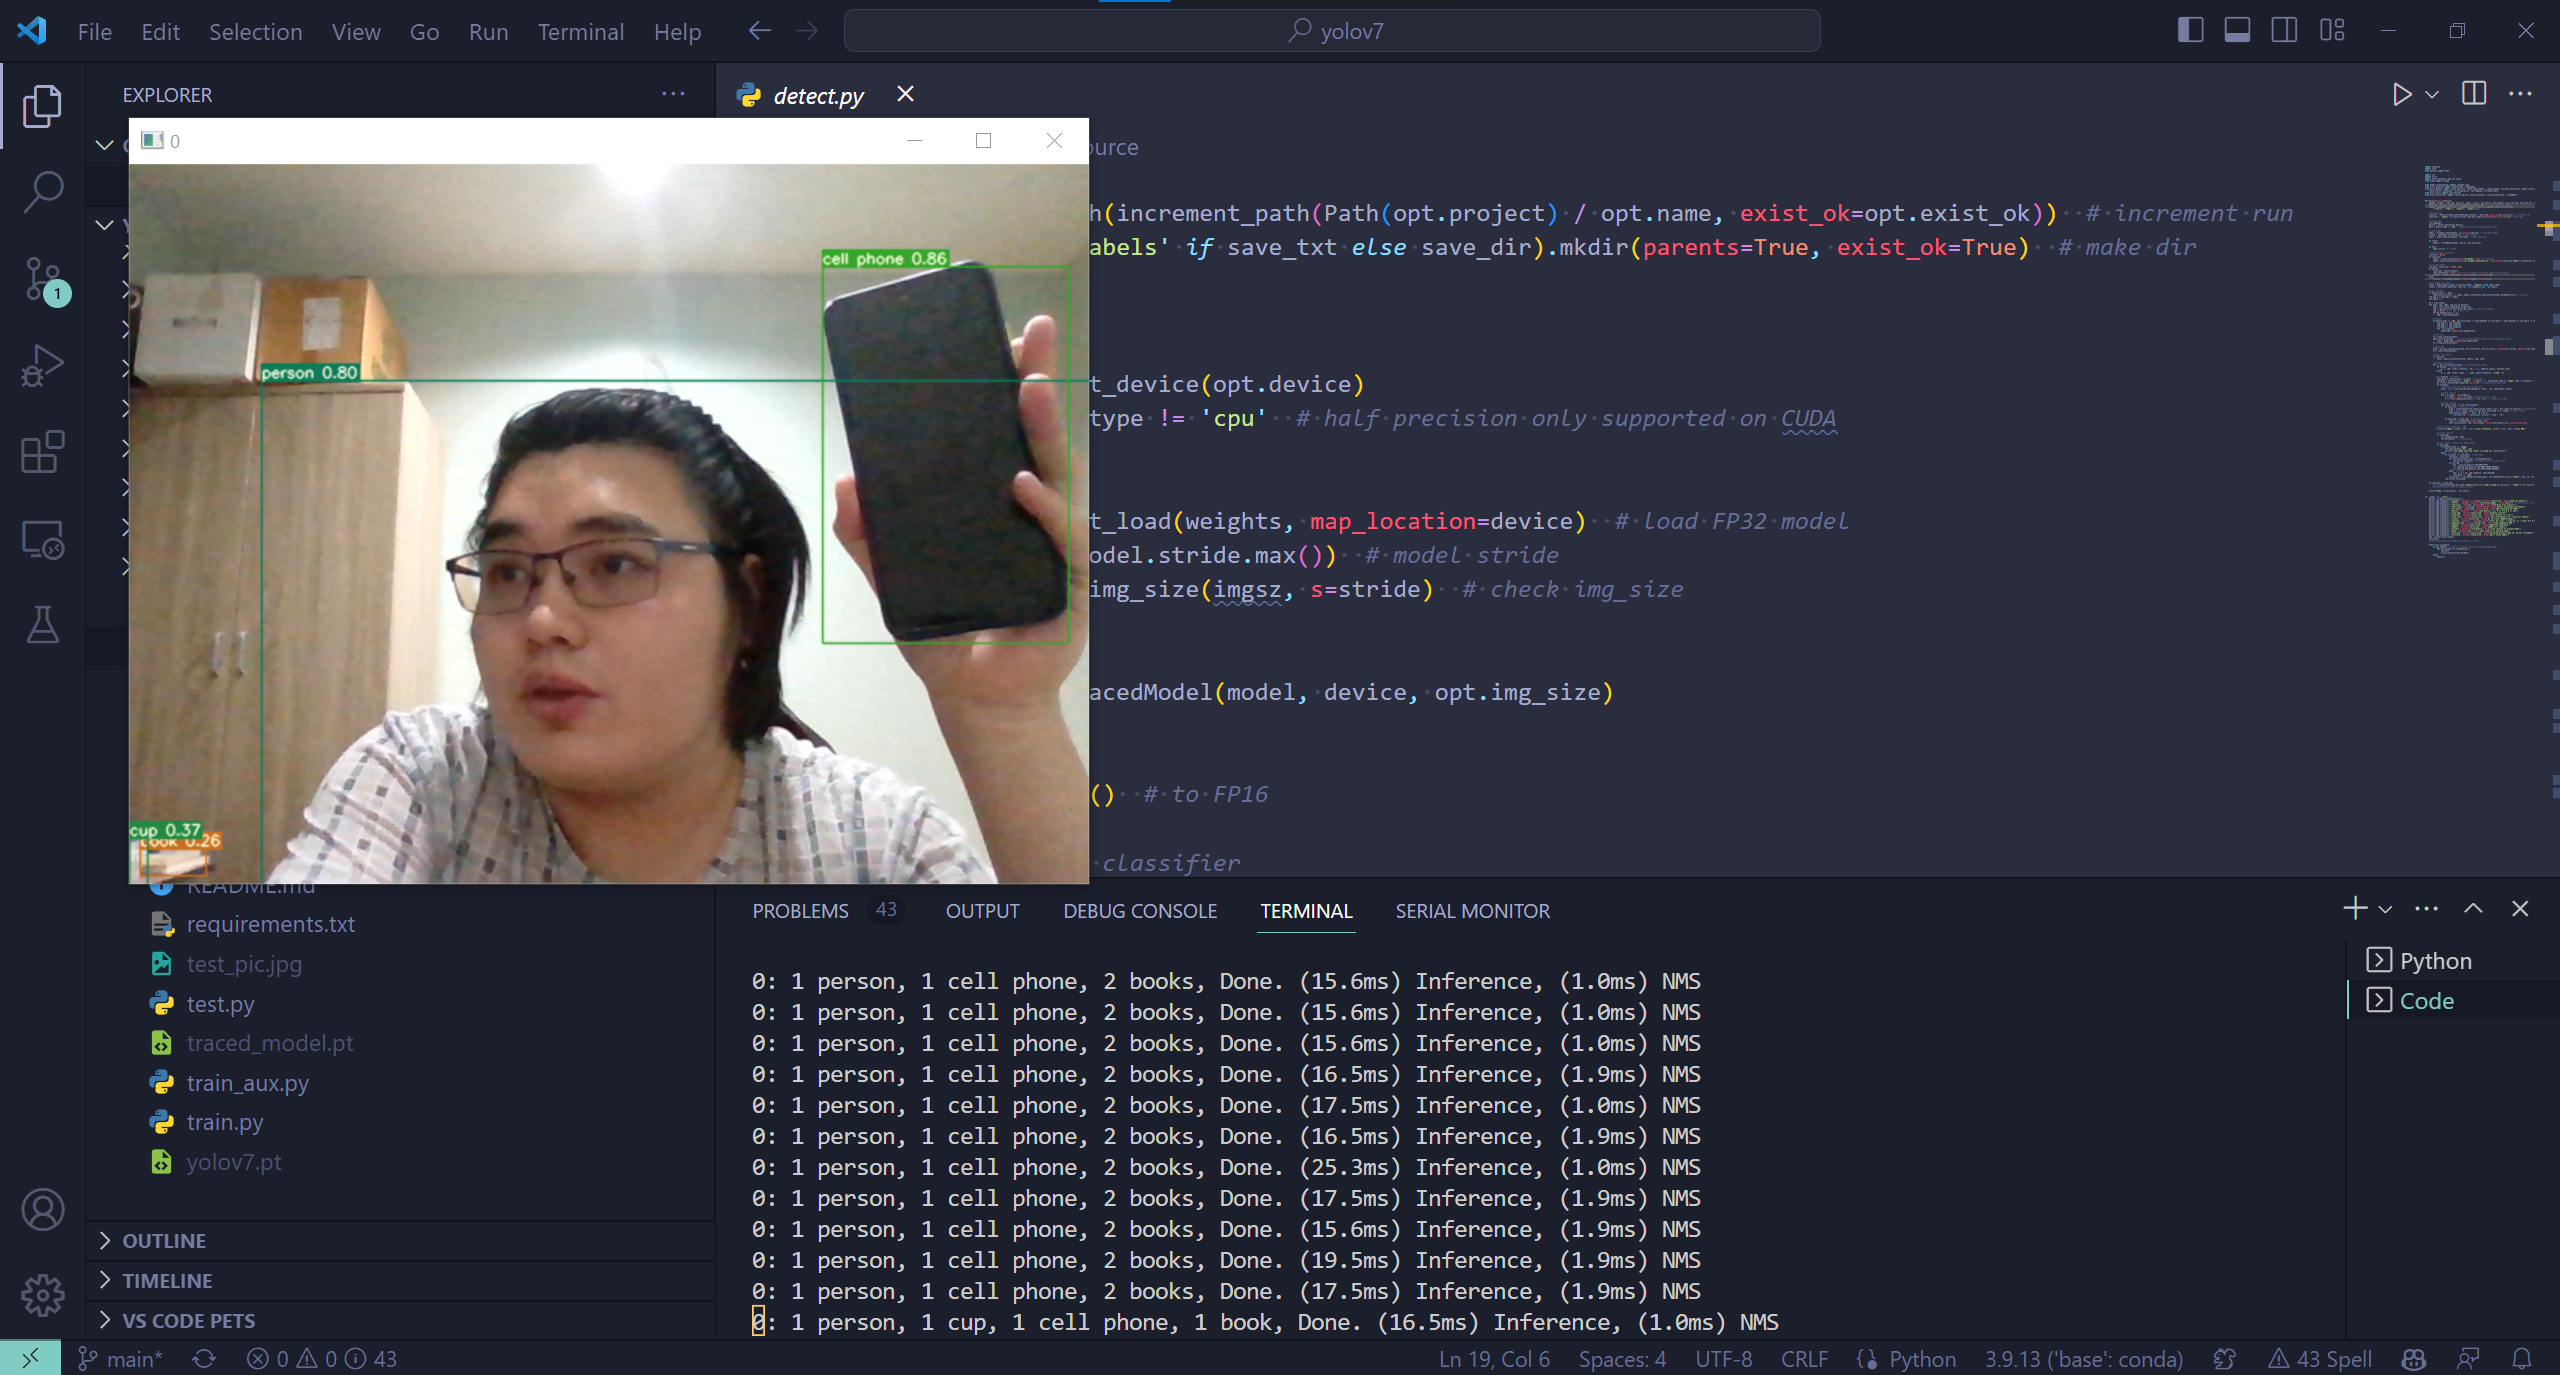 File Edit Selection View Go Run Terminal Help
yolov7
EXPLORER
detect.py
0
ource
h(increment_path(Path(opt.project) / opt.name, exist_ok=opt.exist_ok))  # increment run
abels' if save_txt else save_dir).mkdir(parents=True, exist_ok=True)  # make dir
cell phone 0.86
person 0.80
t_device(opt.device)
type != 'cpu'  # half precision only supported on CUDA
1
t_load(weights, map_location=device)  # load FP32 model
odel.stride.max())  # model stride
img_size(imgsz, s=stride)  # check img_size
acedModel(model, device, opt.img_size)
()  # to FP16
classifier
cup 0.37
book 0.26
README.md
requirements.txt
test_pic.jpg
test.py
traced_model.pt
train_aux.py
train.py
yolov7.pt
OUTLINE
TIMELINE
VS CODE PETS
PROBLEMS 43 OUTPUT DEBUG CONSOLE TERMINAL SERIAL MONITOR
0: 1 person, 1 cell phone, 2 books, Done. (15.6ms) Inference, (1.0ms) NMS
0: 1 person, 1 cell phone, 2 books, Done. (15.6ms) Inference, (1.0ms) NMS
0: 1 person, 1 cell phone, 2 books, Done. (15.6ms) Inference, (1.0ms) NMS
0: 1 person, 1 cell phone, 2 books, Done. (16.5ms) Inference, (1.9ms) NMS
0: 1 person, 1 cell phone, 2 books, Done. (17.5ms) Inference, (1.0ms) NMS
0: 1 person, 1 cell phone, 2 books, Done. (16.5ms) Inference, (1.9ms) NMS
0: 1 person, 1 cell phone, 2 books, Done. (25.3ms) Inference, (1.0ms) NMS
0: 1 person, 1 cell phone, 2 books, Done. (17.5ms) Inference, (1.9ms) NMS
0: 1 person, 1 cell phone, 2 books, Done. (15.6ms) Inference, (1.9ms) NMS
0: 1 person, 1 cell phone, 2 books, Done. (19.5ms) Inference, (1.9ms) NMS
0: 1 person, 1 cell phone, 2 books, Done. (17.5ms) Inference, (1.9ms) NMS
0: 1 person, 1 cup, 1 cell phone, 1 book, Done. (16.5ms) Inference, (1.0ms) NMS
Python
Code
main* 0 0 43 Ln 19, Col 6 Spaces: 4 UTF-8 CRLF Python 3.9.13 ('base': conda) 43 Spell